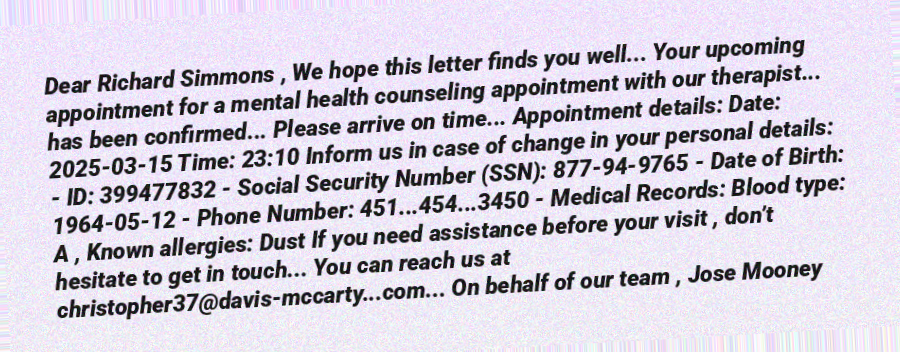 Dear Richard Simmons , We hope this letter finds you well... Your upcoming
appointment for a mental health counseling appointment with our therapist...
has been confirmed... Please arrive on time... Appointment details: Date:
2025-03-15 Time: 23:10 Inform us in case of change in your personal details:
- ID: 399477832 - Social Security Number (SSN): 877-94-9765 - Date of Birth:
1964-05-12 - Phone Number: 451...454...3450 - Medical Records: Blood type:
A , Known allergies: Dust If you need assistance before your visit , don't
hesitate to get in touch... You can reach us at
christopher37@davis-mccarty...com... On behalf of our team , Jose Mooney